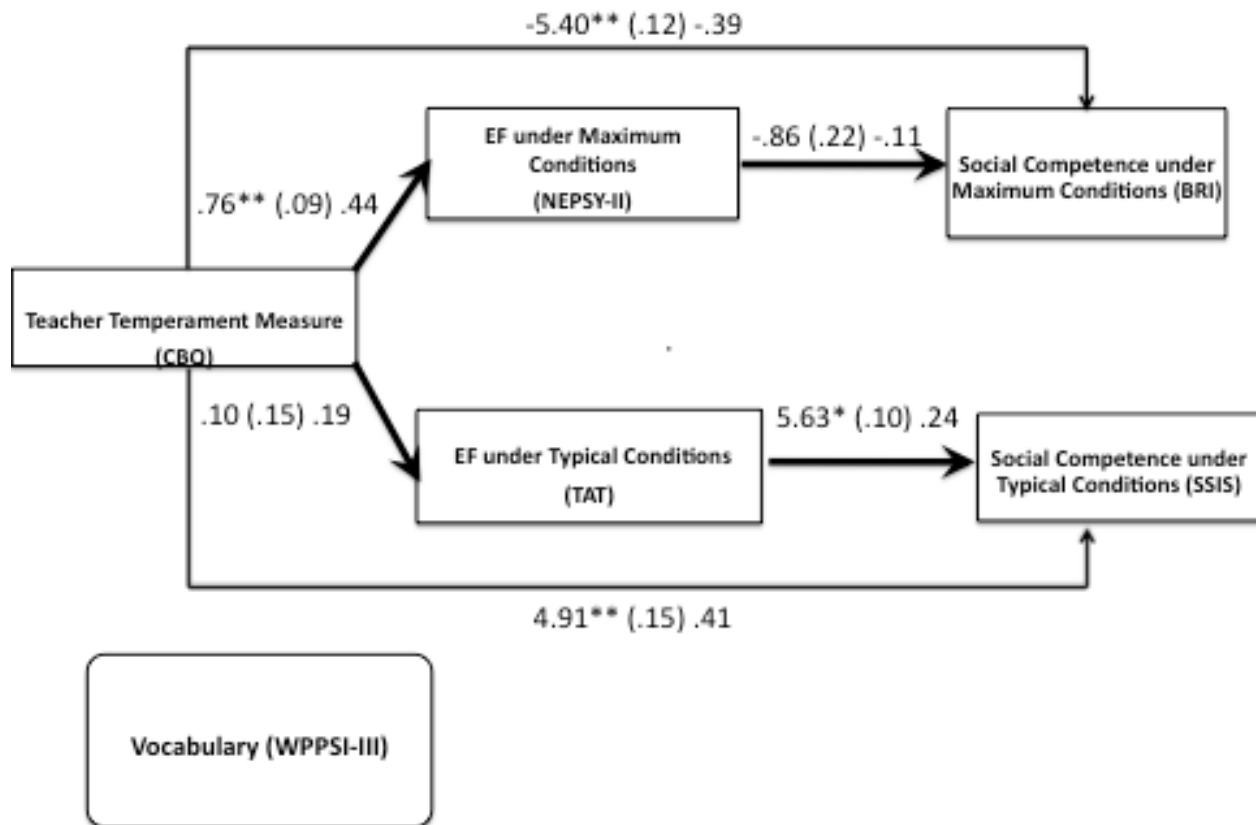 -5.40** (.12) -.39
EF under Maximum
Conditions
(NEPSY-II)
-.86 (.22) -.11
Social Competence under
Maximum Conditions (BRI)
.76** (.09) .44
Teacher Temperament Measure
(CBQ)
.10 (.15) .19
EF under Typical Conditions
(TAT)
5.63* (.10) .24
Social Competence under
Typical Conditions (SSIS)
4.91** (.15) .41
Vocabulary (WPPSI-III)